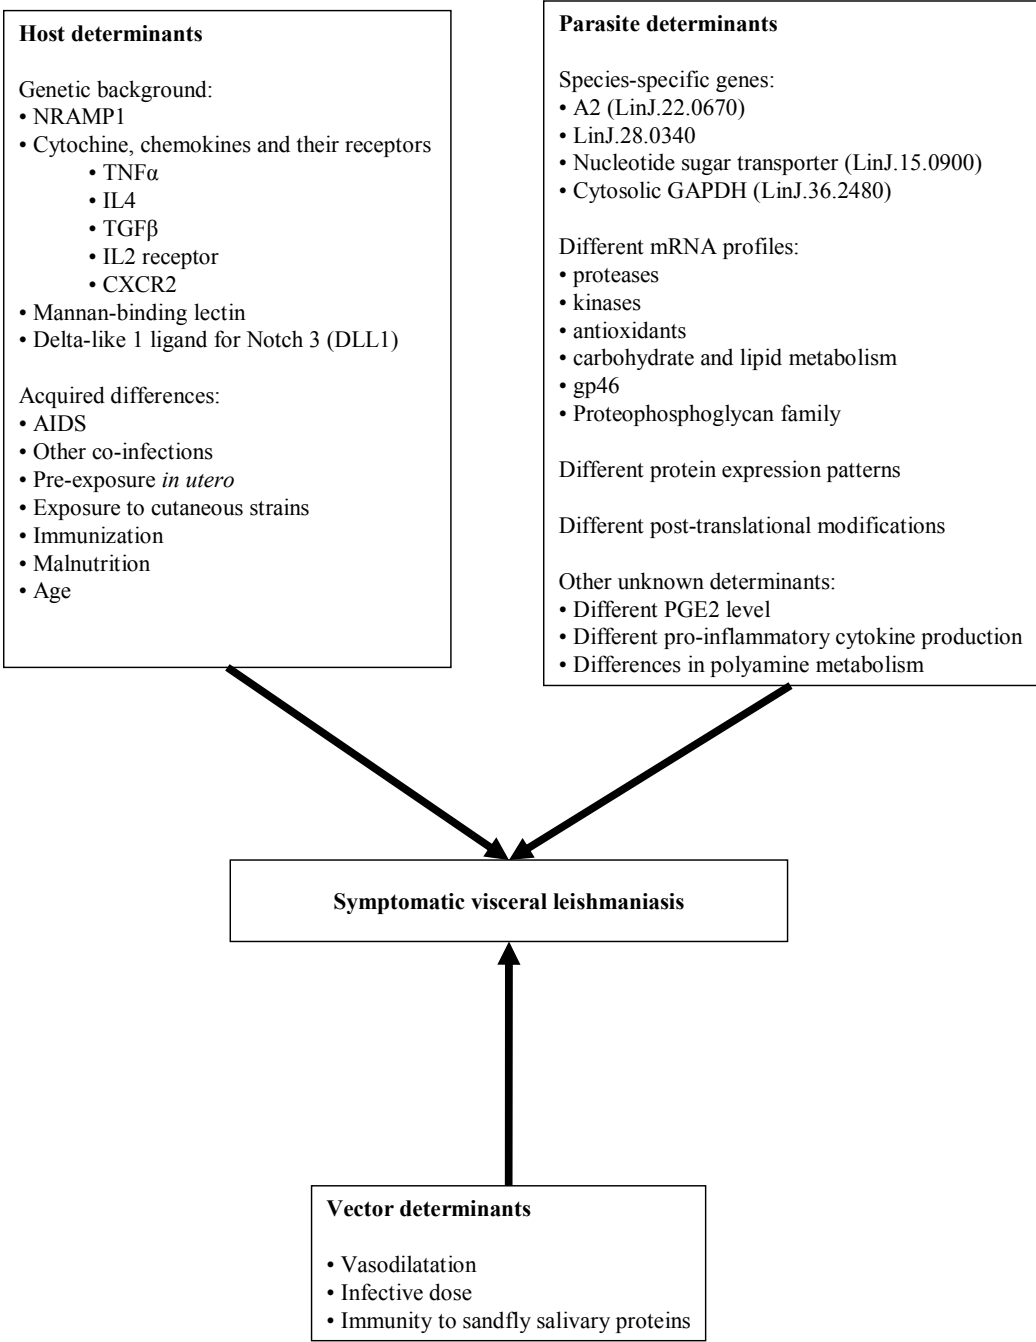 Host determinants
Genetic background:
• NRAMP1
• Cytochine, chemokines and their receptors
• TNFα
• IL4
• TGFβ
• IL2 receptor
• CXCR2
• Mannan-binding lectin
• Delta-like 1 ligand for Notch 3 (DLL1)
Acquired differences:
• AIDS
• Other co-infections
• Pre-exposure in utero
• Exposure to cutaneous strains
• Immunization
• Malnutrition
• Age
Parasite determinants
Species-specific genes:
• A2 (LinJ.22.0670)
• LinJ.28.0340
• Nucleotide sugar transporter (LinJ.15.0900)
• Cytosolic GAPDH (LinJ.36.2480)
Different mRNA profiles:
• proteases
• kinases
• antioxidants
• carbohydrate and lipid metabolism
• gp46
• Proteophosphoglycan family
Different protein expression patterns
Different post-translational modifications
Other unknown determinants:
• Different PGE2 level
• Different pro-inflammatory cytokine production
• Differences in polyamine metabolism
Symptomatic visceral leishmaniasis
Vector determinants
• Vasodilatation
• Infective dose
• Immunity to sandfly salivary proteins